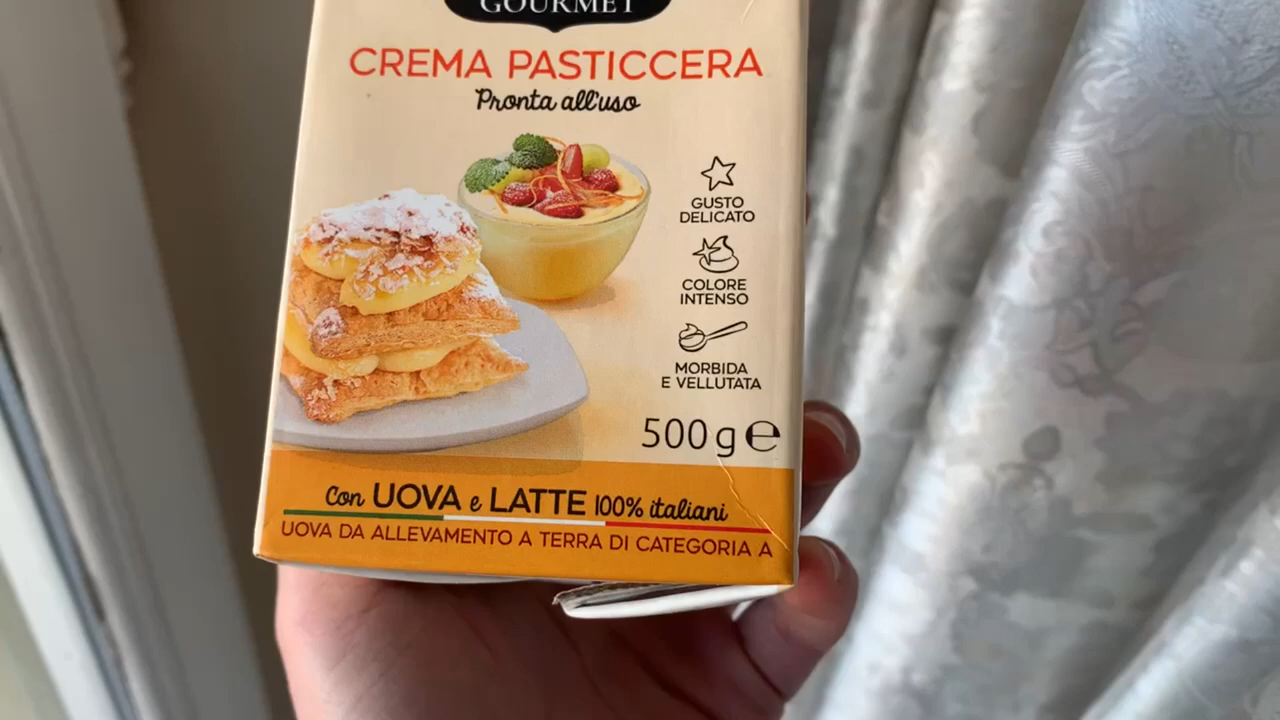 GOURMET
CREMA PASTICCERA
Pronta all'uso
GUSTO
DELICATO
COLORE
INTENSO
MORBIDA
E VELLUTATA
500 g ℮
Con UOVA e LATTE 100% italiani
UOVA DA ALLEVAMENTO A TERRA DI CATEGORIA A